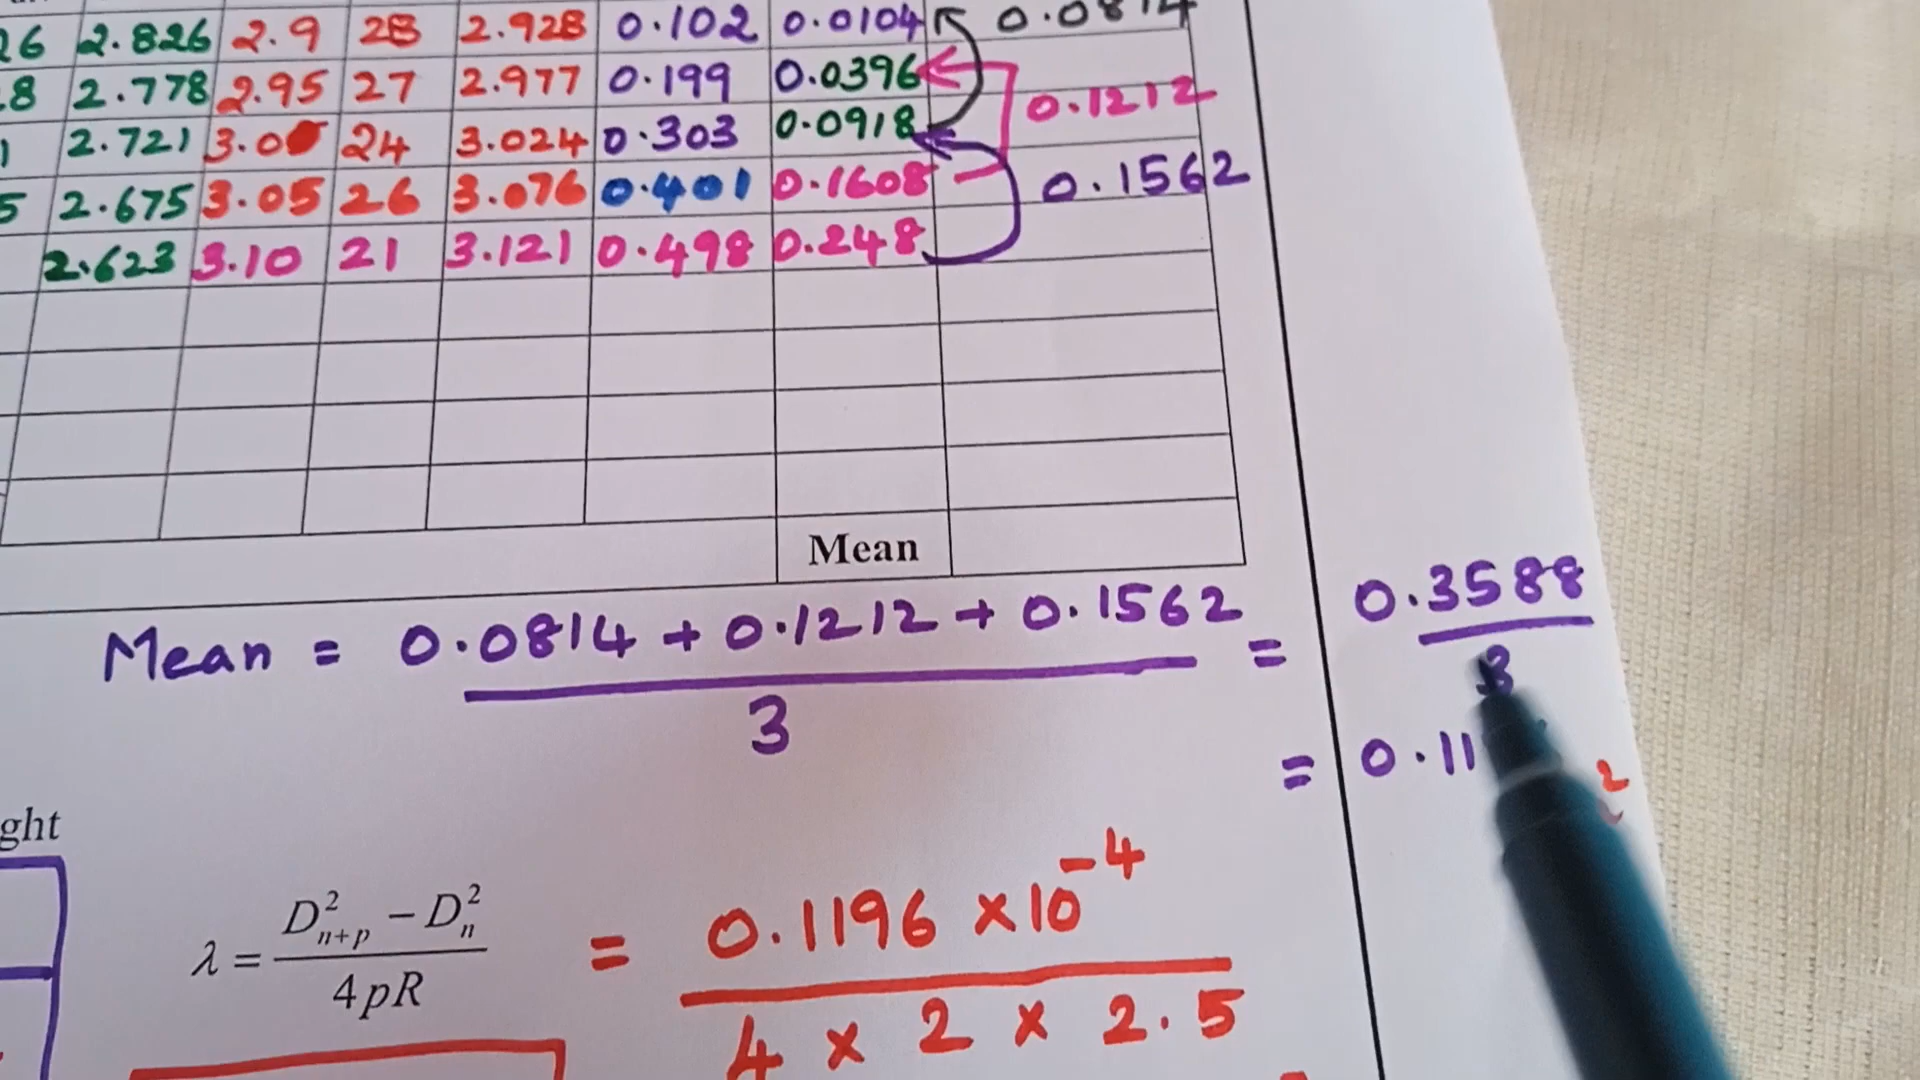 26 2.826 2.9 28 2.928 0.102 0.0104 0.0814
8 2.778 2.95 27 2.977 0.199 0.0396
0.1212
1 2.721 3.0 24 3.024 0.303 0.0918
5 2.675 3.05 26 3.076 0.401 0.1608 0.1562
2.623 3.10 21 3.121 0.498 0.248
Mean
Mean = 0.0814 + 0.1212 + 0.1562 = 0.3588
3 3
= 0.11 2
ght
λ = D²n+p − D²n = 0.1196 × 10⁻⁴
4pR 4 × 2 × 2.5